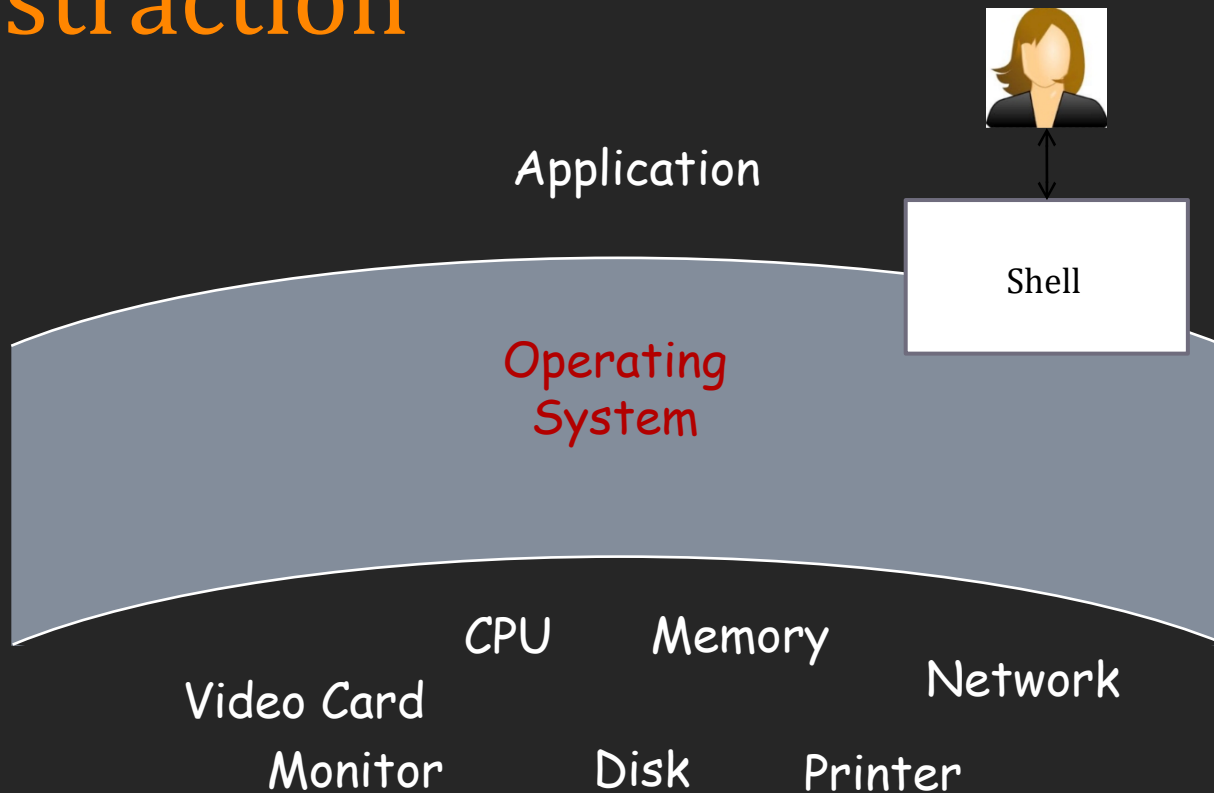 straction
Application
Shell
Operating
System
CPU Memory
Network
Video Card
Monitor Disk Printer